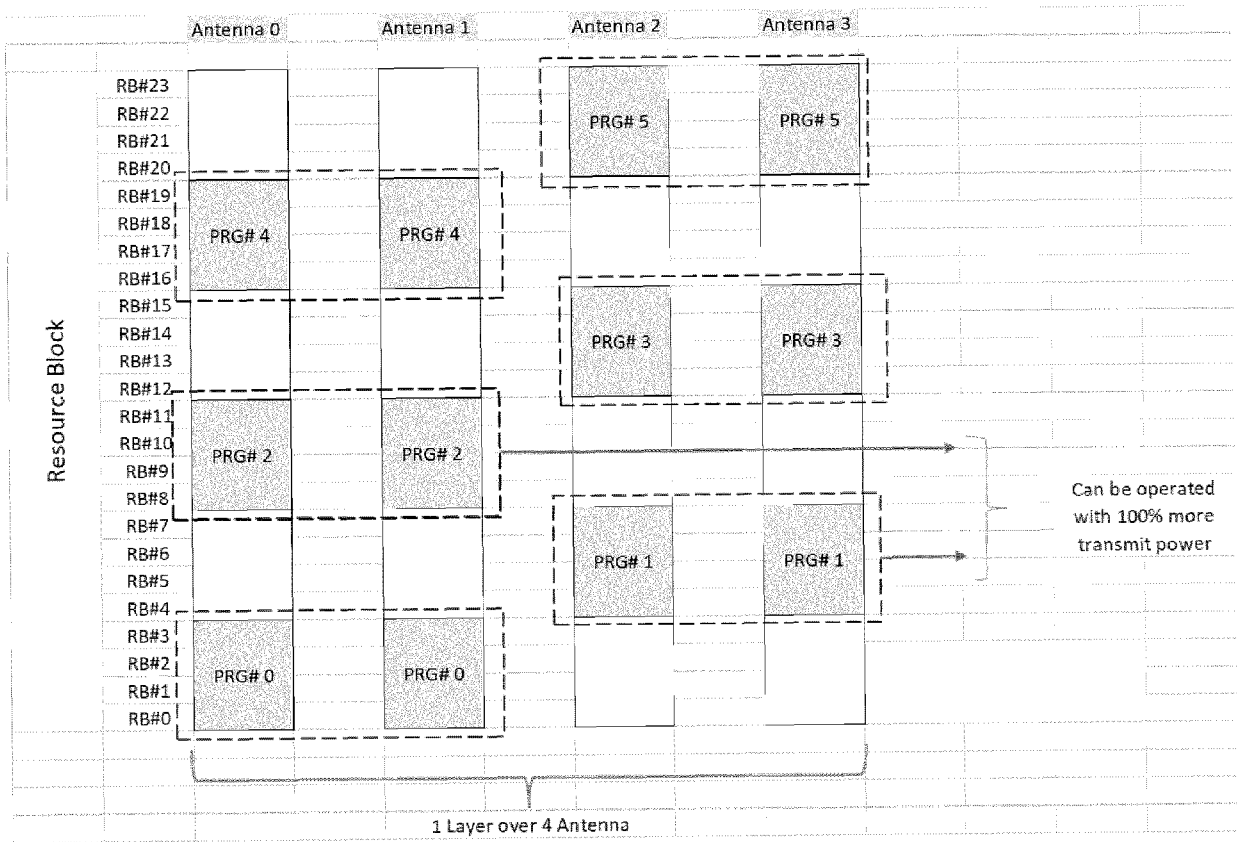 Antenna 0 Antenna 1 Antenna 2 Antenna 3
RB#23
RB#22
PRG# 5 PRG# 5
RB#21
RB#20
RB#19
RB#18
PRG# 4 PRG# 4
RB#17
RB#16
RB#15
RB#14
PRG# 3 PRG# 3
RB#13
RB#12
RB#11
RB#10
PRG# 2 PRG# 2
RB#9
RB#8
RB#7
RB#6
PRG# 1 PRG# 1
RB#5
RB#4
RB#3
RB#2
PRG# 0 PRG# 0
RB#1
RB#0
Resource Block
Can be operated
with 100% more
transmit power
1 Layer over 4 Antenna